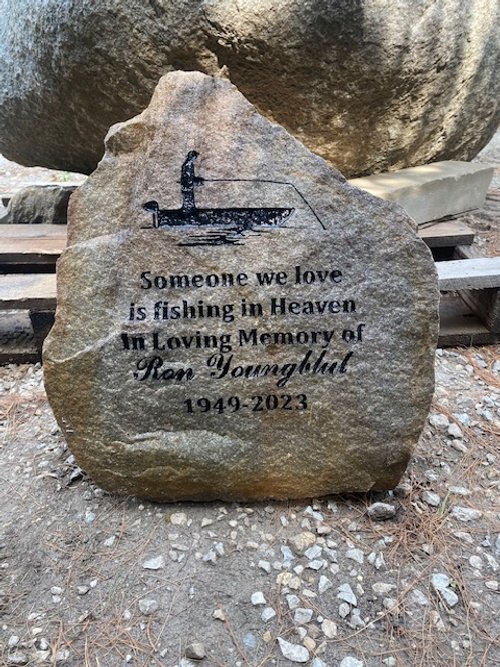 Someone we love
is fishing in Heaven
In Loving Memory of
Ron Youngblut
1949-2023